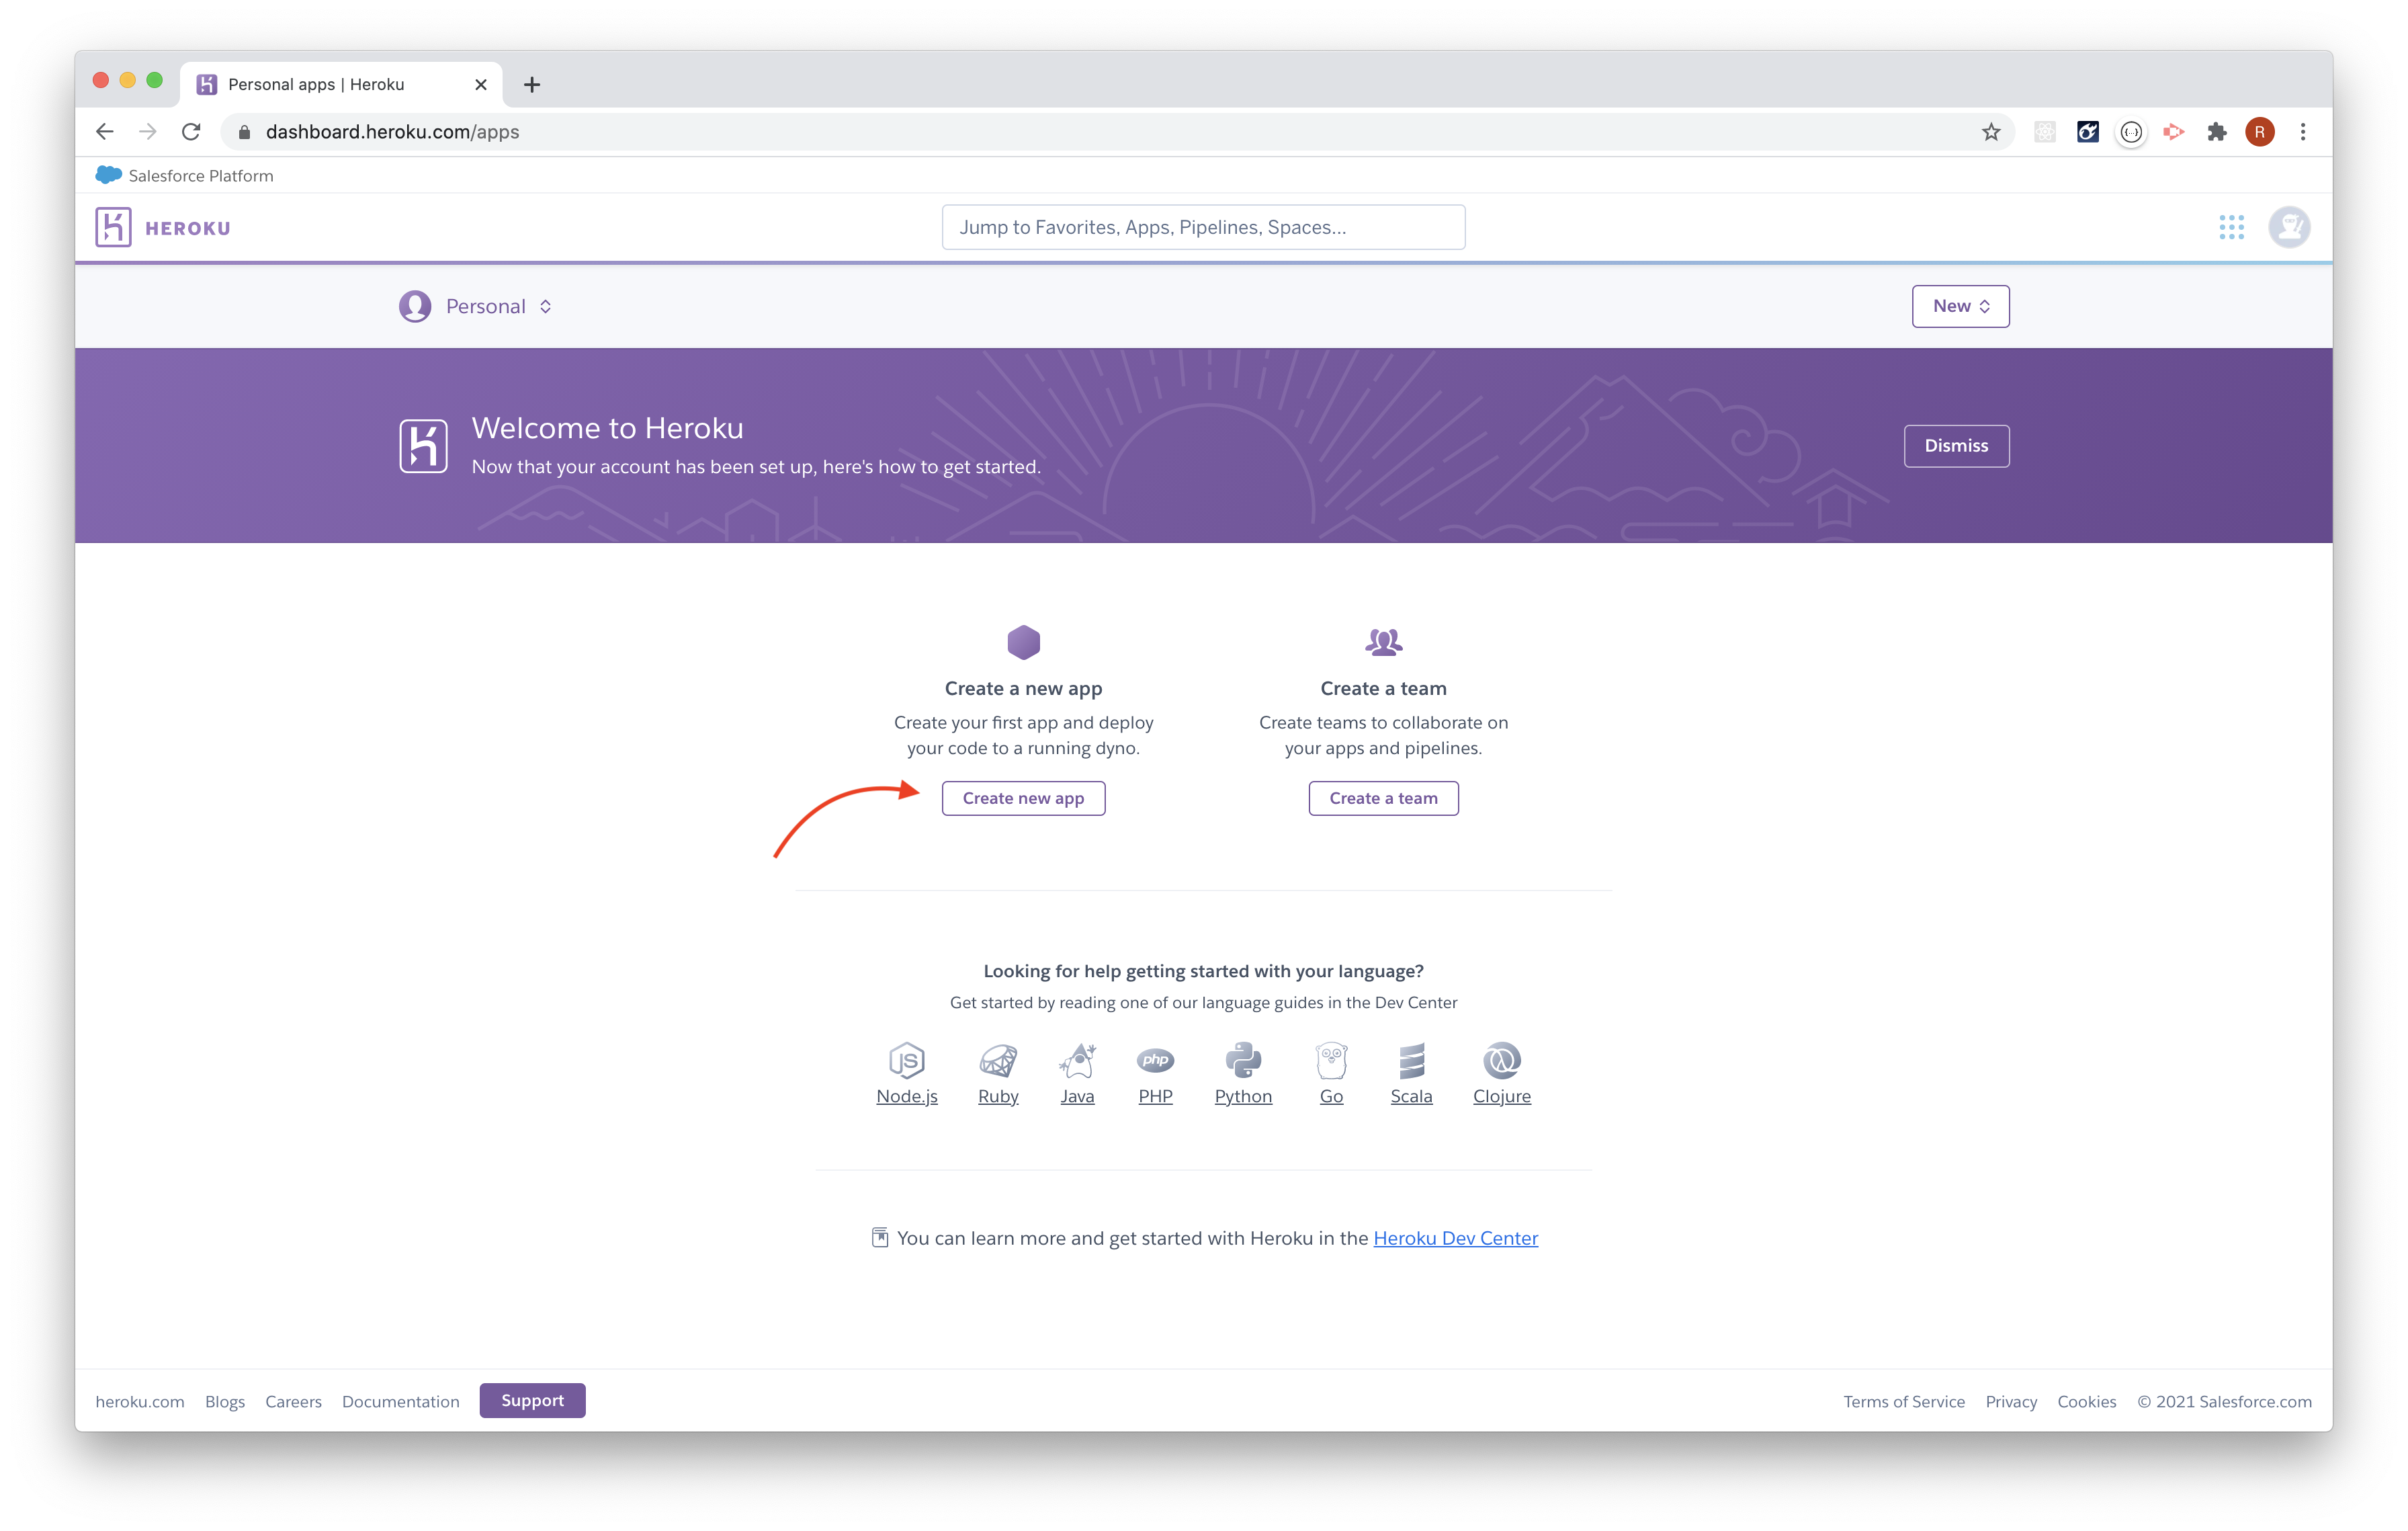 Personal apps | Heroku
dashboard.heroku.com/apps
R
Salesforce Platform
HEROKU
Jump to Favorites, Apps, Pipelines, Spaces...
Personal
New
Welcome to Heroku
Now that your account has been set up, here's how to get started.
Dismiss
Create a new app
Create your first app and deploy
your code to a running dyno.
Create new app
Create a team
Create teams to collaborate on
your apps and pipelines.
Create a team
Looking for help getting started with your language?
Get started by reading one of our language guides in the Dev Center
JS
php
Node.js Ruby Java PHP Python Go Scala Clojure
You can learn more and get started with Heroku in the Heroku Dev Center
heroku.com Blogs Careers Documentation Support
Terms of Service Privacy Cookies © 2021 Salesforce.com